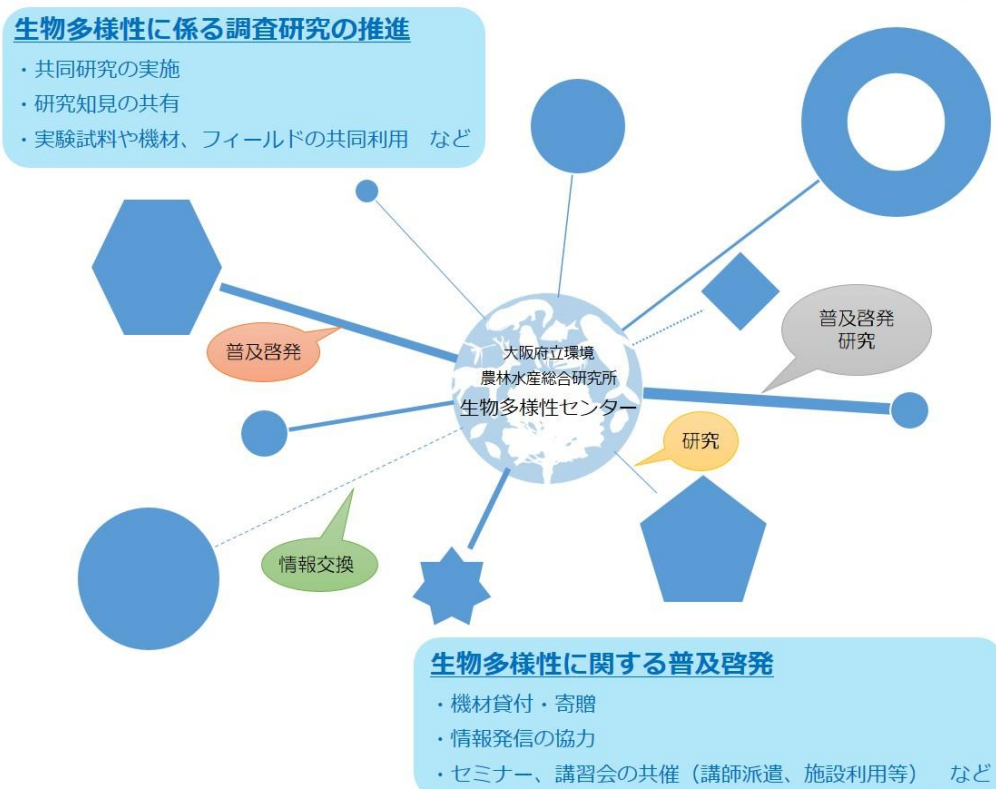 生物多様性に係る調査研究の推進
・共同研究の実施
・研究知見の共有
・実験試料や機材、フィールドの共同利用　など
普及啓発
研究
大阪府立環境
農林水産総合研究所
生物多様性センター
普及啓発
研究
情報交換
生物多様性に関する普及啓発
・機材貸付・寄贈
・情報発信の協力
・セミナー、講習会の共催（講師派遣、施設利用等）　など